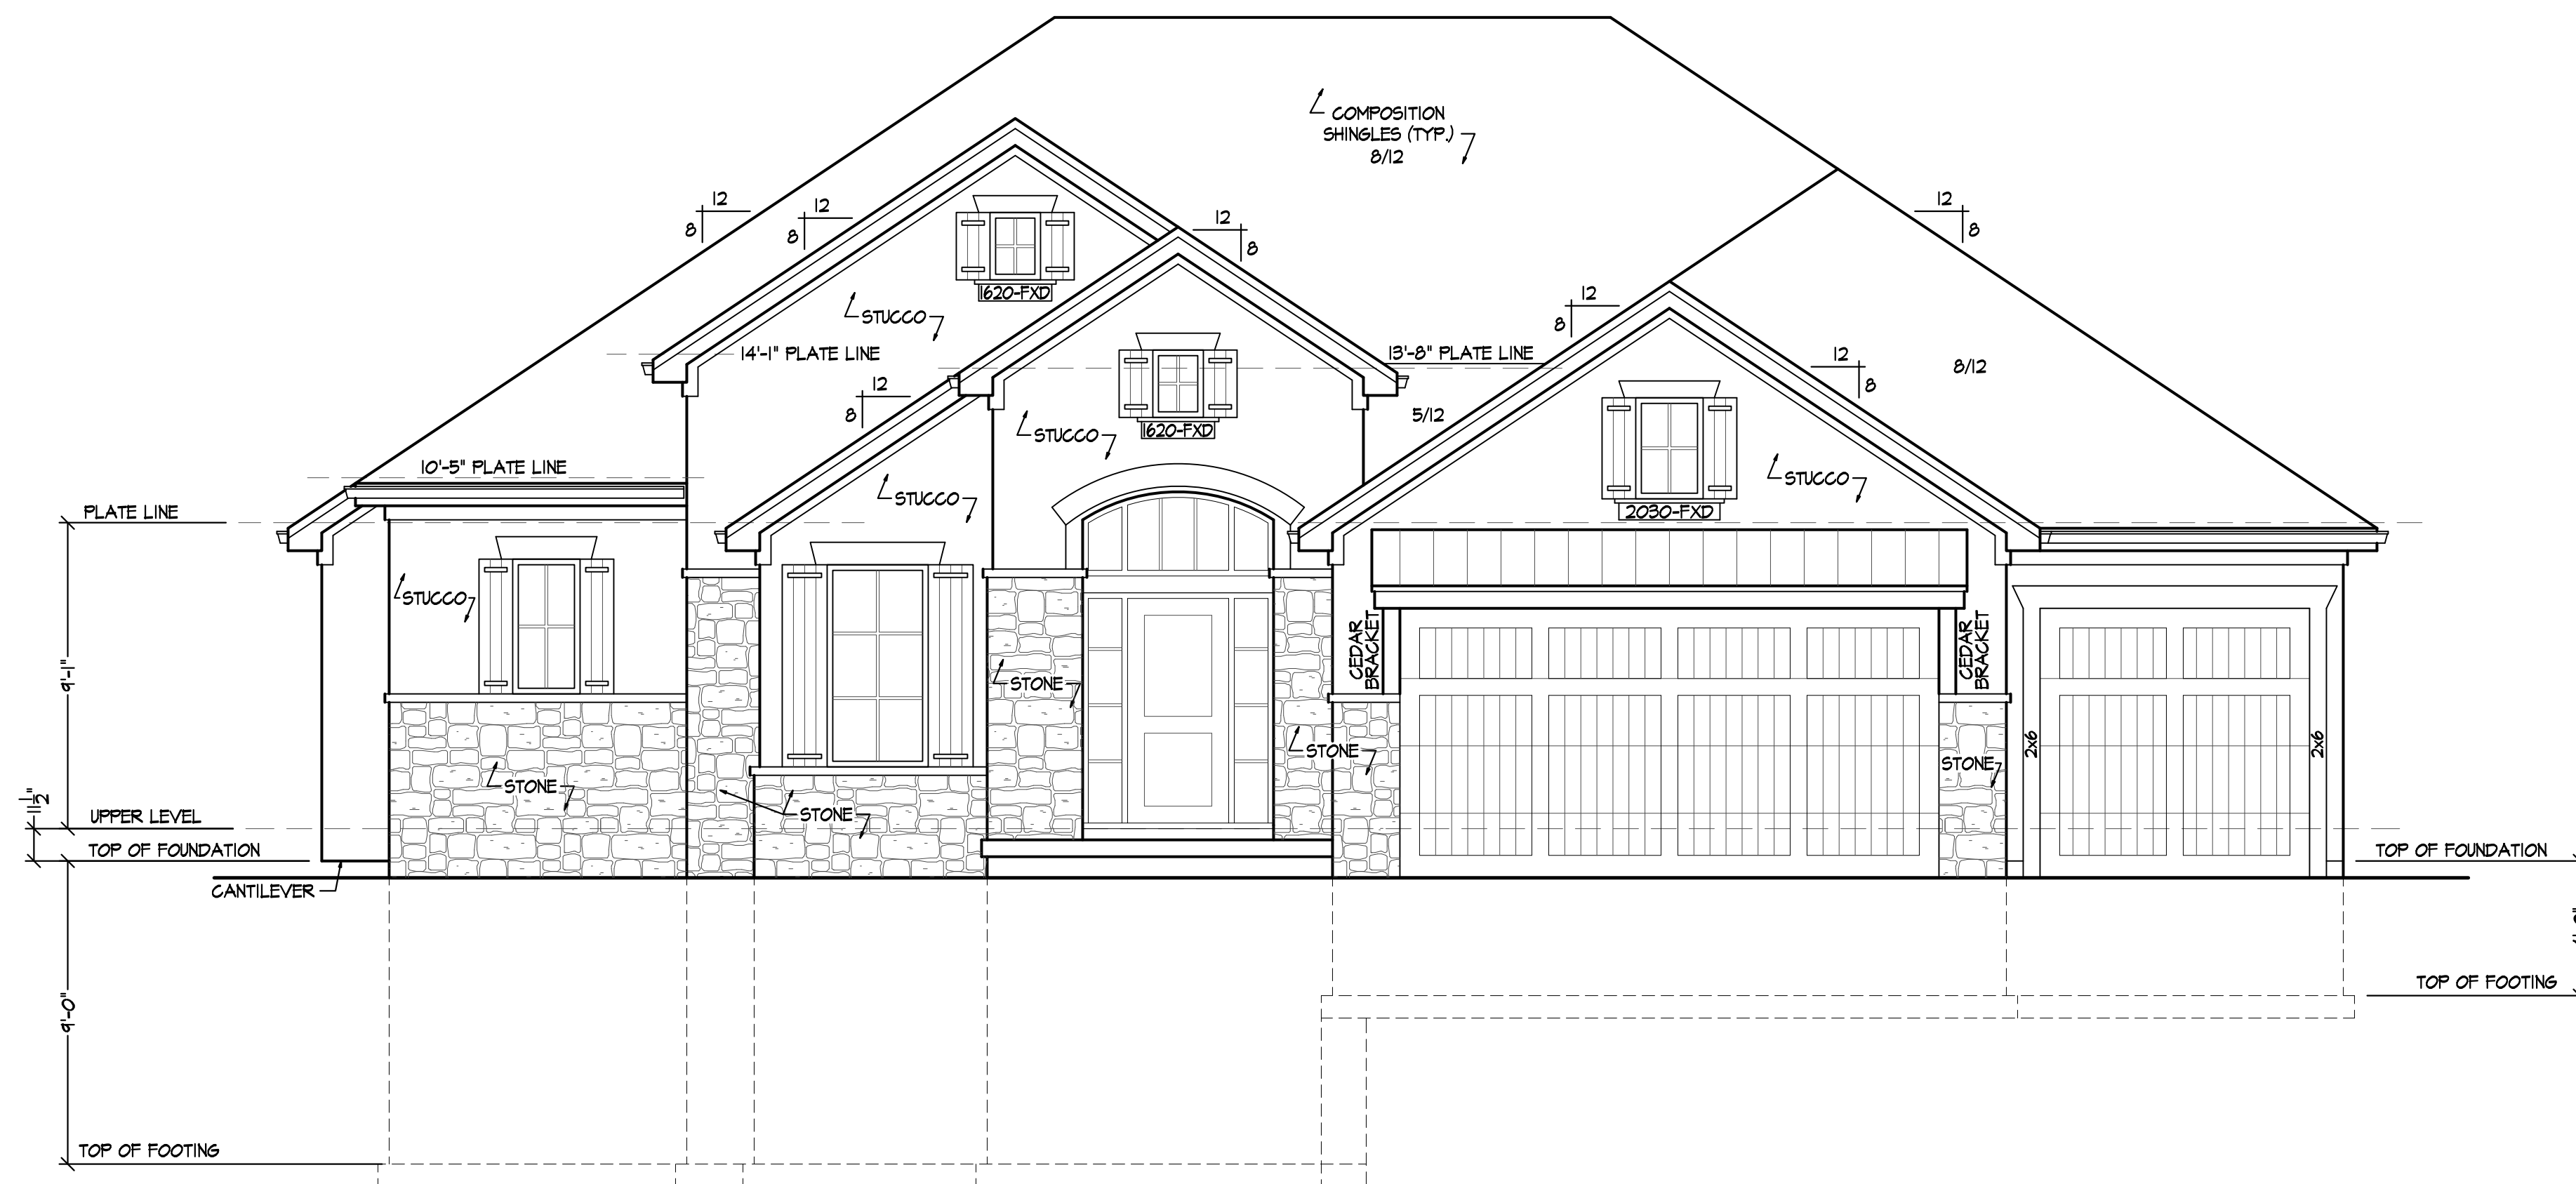 COMPOSITION
SHINGLES (TYP.)
8/12
12
8
12
8
12
8
12
8
1620-FXD
STUCCO
14'-1" PLATE LINE
12
8
13'-8" PLATE LINE
12
8
12
8
8/12
5/12
1620-FXD
STUCCO
10'-5" PLATE LINE
STUCCO
STUCCO
2030-FXD
PLATE LINE
STUCCO
CEDAR
BRACKET
CEDAR
BRACKET
9'-1"
STONE
STONE
STONE
2x6
2x6
STONE
STONE
11 1/2"
UPPER LEVEL
TOP OF FOUNDATION
TOP OF FOUNDATION
CANTILEVER
TOP OF FOOTING
9'-0"
TOP OF FOOTING